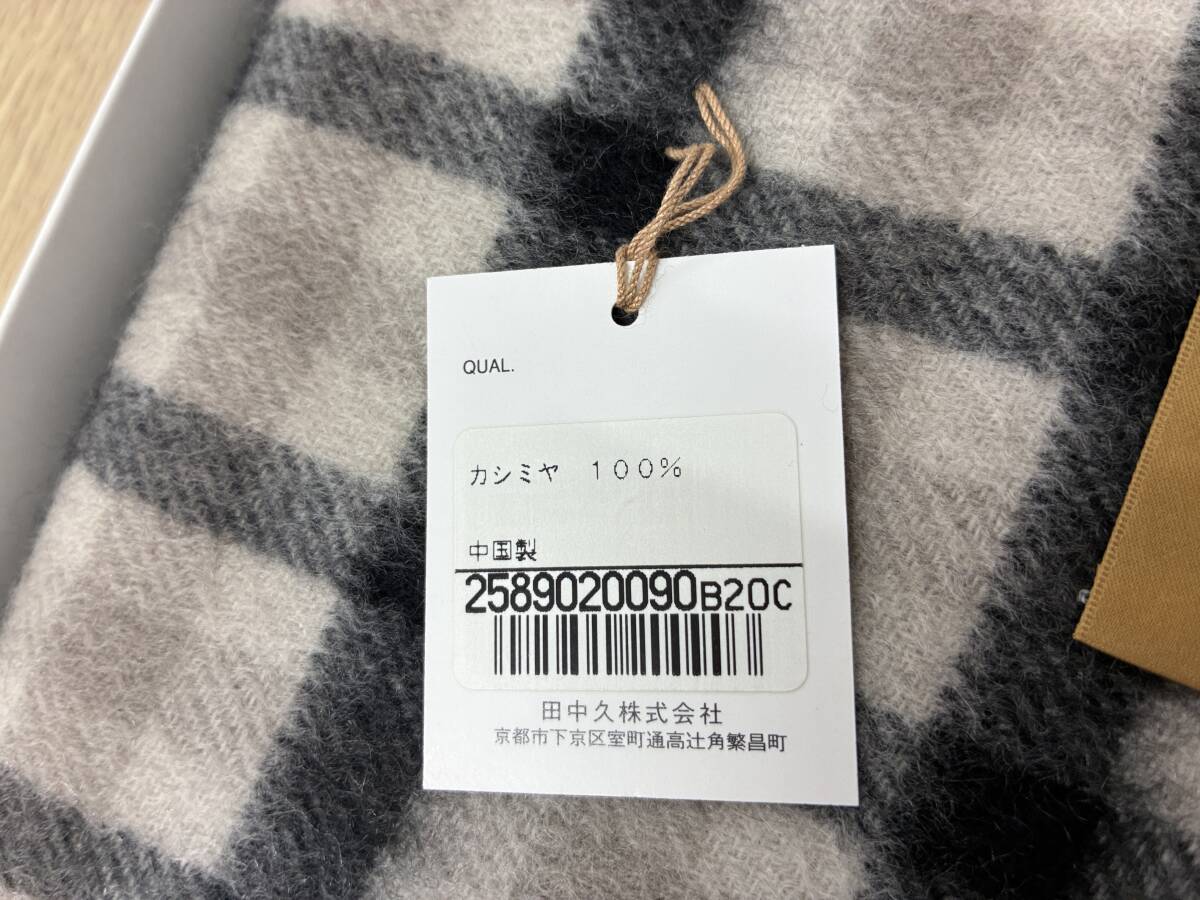 QUAL.
カシミヤ 100%
中国製
2589020090B20C
田中久株式会社
京都市下京区室町通高辻角繁昌町